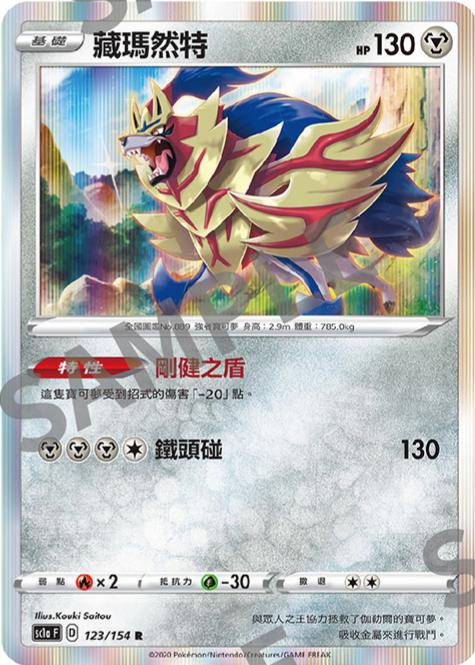 基礎 藏瑪然特 HP 130
全國圖鑑No.889 強者寶可夢 身高：2.9m 體重：785.0kg
特性 剛健之盾
這隻寶可夢受到招式的傷害「-20」點。
鐵頭碰 130
弱點 ×2 抵抗力 -30 撤退
Illus.Kouki Saitou
sc1a F D 123/154 R
與眾人之王協力拯救了伽勒爾的寶可夢。
吸收金屬來進行戰鬥。
©2020 Pokémon/Nintendo/Creatures/GAME FREAK
SAMPLE